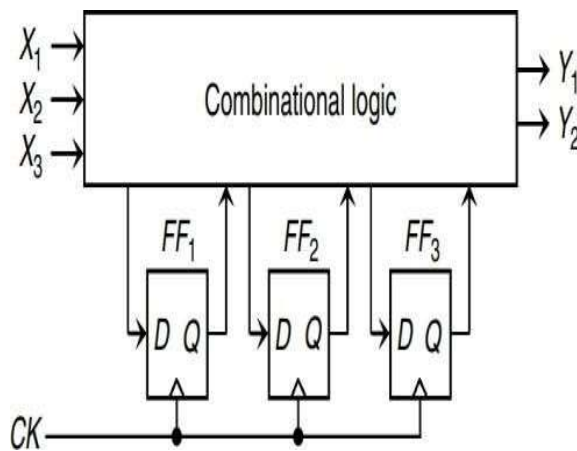 X₁
X₂
X₃
Combinational logic
Y₁
Y₂
FF₁ FF₂ FF₃
D Q D Q D Q
CK